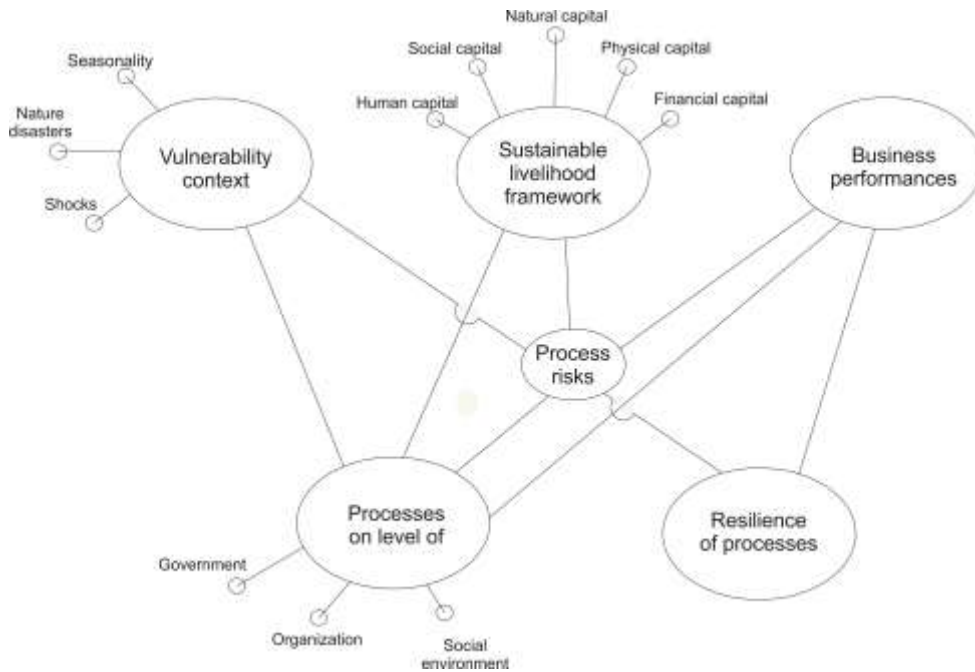 Natural capital
Social capital
Physical capital
Seasonality
Human capital
Financial capital
Nature
disasters
Vulnerability
context
Sustainable
livelihood
framework
Business
performances
Shocks
Process
risks
Processes
on level of
Resilience
of processes
Government
Organization
Social
environment